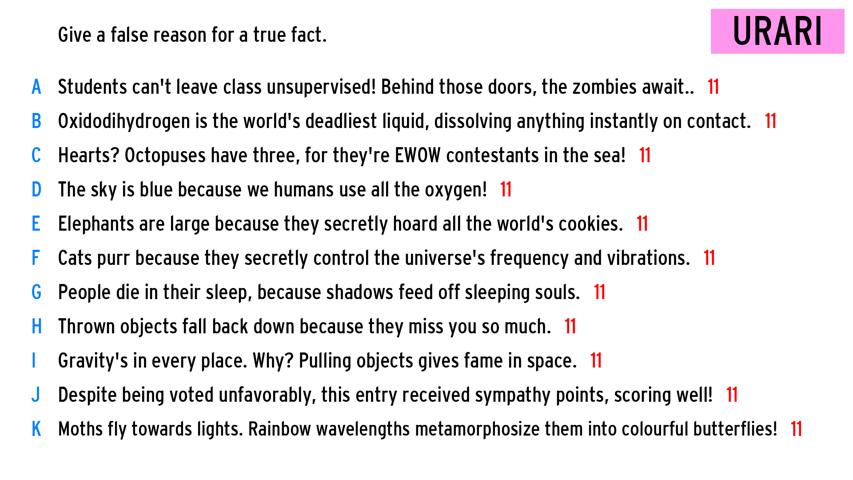 Give a false reason for a true fact.
URARI
A Students can't leave class unsupervised! Behind those doors, the zombies await.. 11
B Oxidodihydrogen is the world's deadliest liquid, dissolving anything instantly on contact. 11
C Hearts? Octopuses have three, for they're EWOW contestants in the sea! 11
D The sky is blue because we humans use all the oxygen! 11
E Elephants are large because they secretly hoard all the world's cookies. 11
F Cats purr because they secretly control the universe's frequency and vibrations. 11
G People die in their sleep, because shadows feed off sleeping souls. 11
H Thrown objects fall back down because they miss you so much. 11
I Gravity's in every place. Why? Pulling objects gives fame in space. 11
J Despite being voted unfavorably, this entry received sympathy points, scoring well! 11
K Moths fly towards lights. Rainbow wavelengths metamorphosize them into colourful butterflies! 11